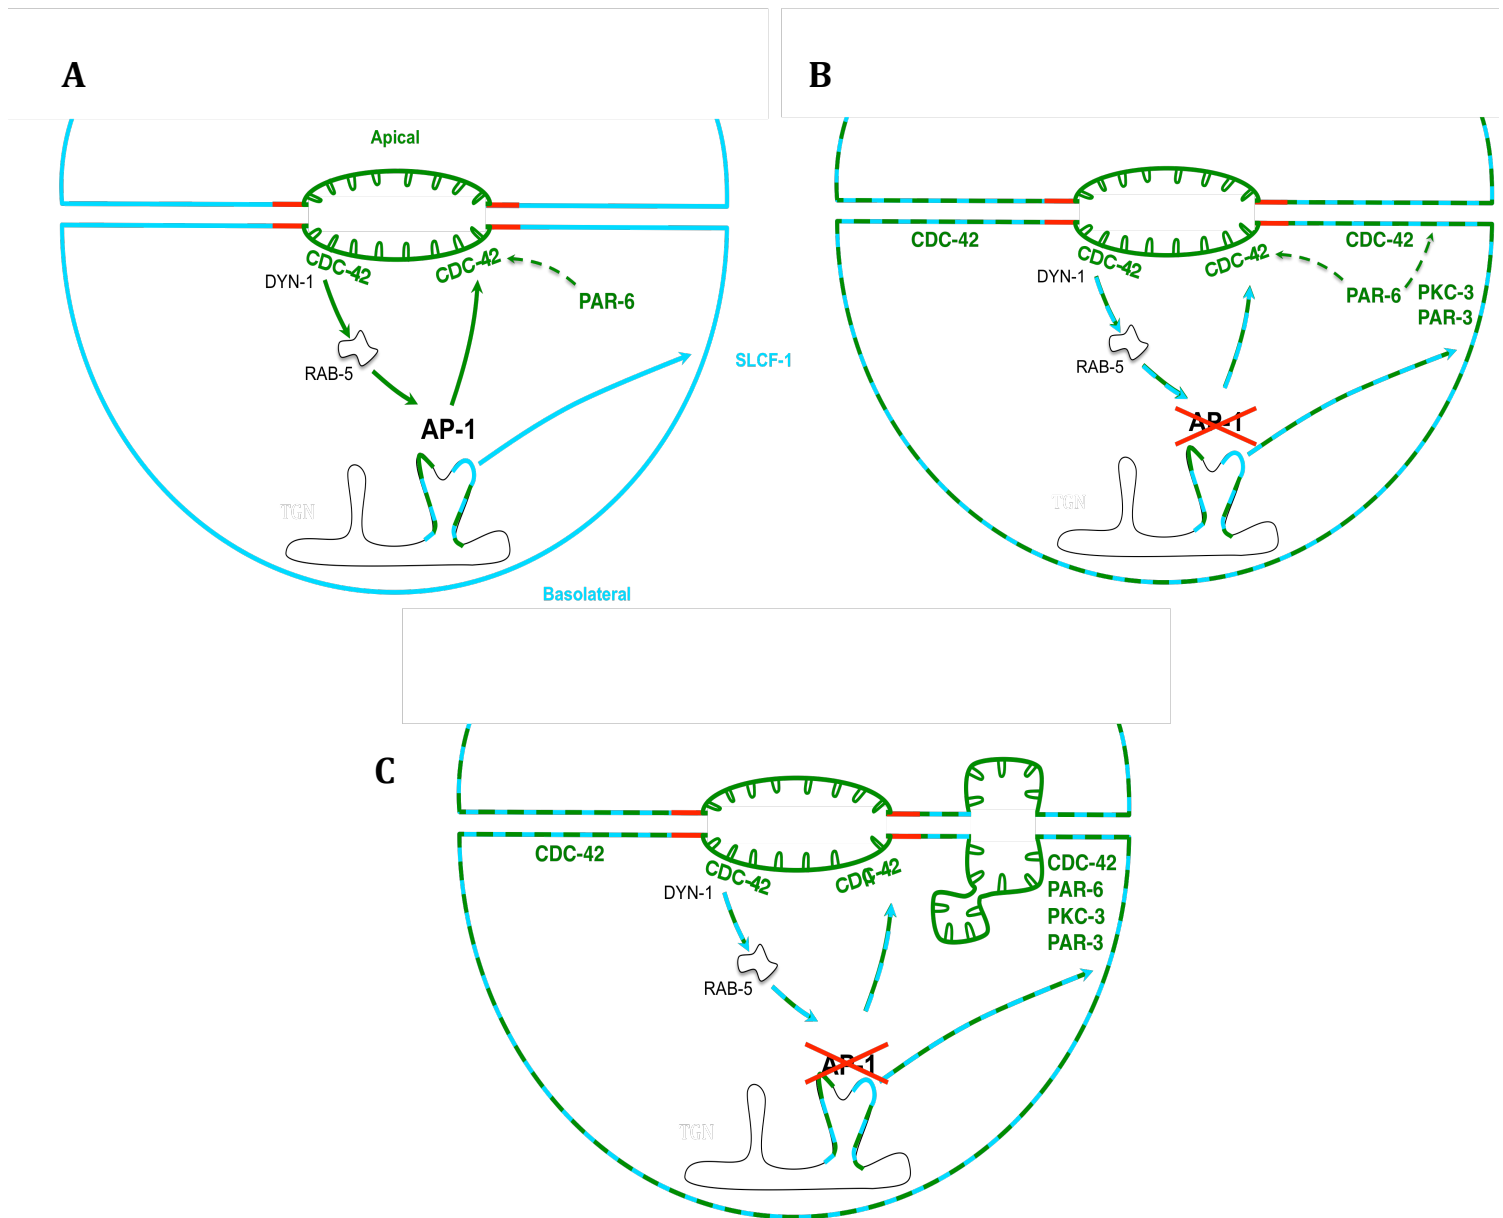 A
Apical
CDC-42
CDC-42
DYN-1
PAR-6
RAB-5
SLCF-1
AP-1
TGN
Basolateral
B
CDC-42
CDC-42
CDC-42
CDC-42
DYN-1
PAR-6
PKC-3
PAR-3
RAB-5
AP-1
TGN
C
CDC-42
CDC-42
CDC-42
CDC-42
PAR-6
PKC-3
PAR-3
DYN-1
RAB-5
AP-1
TGN